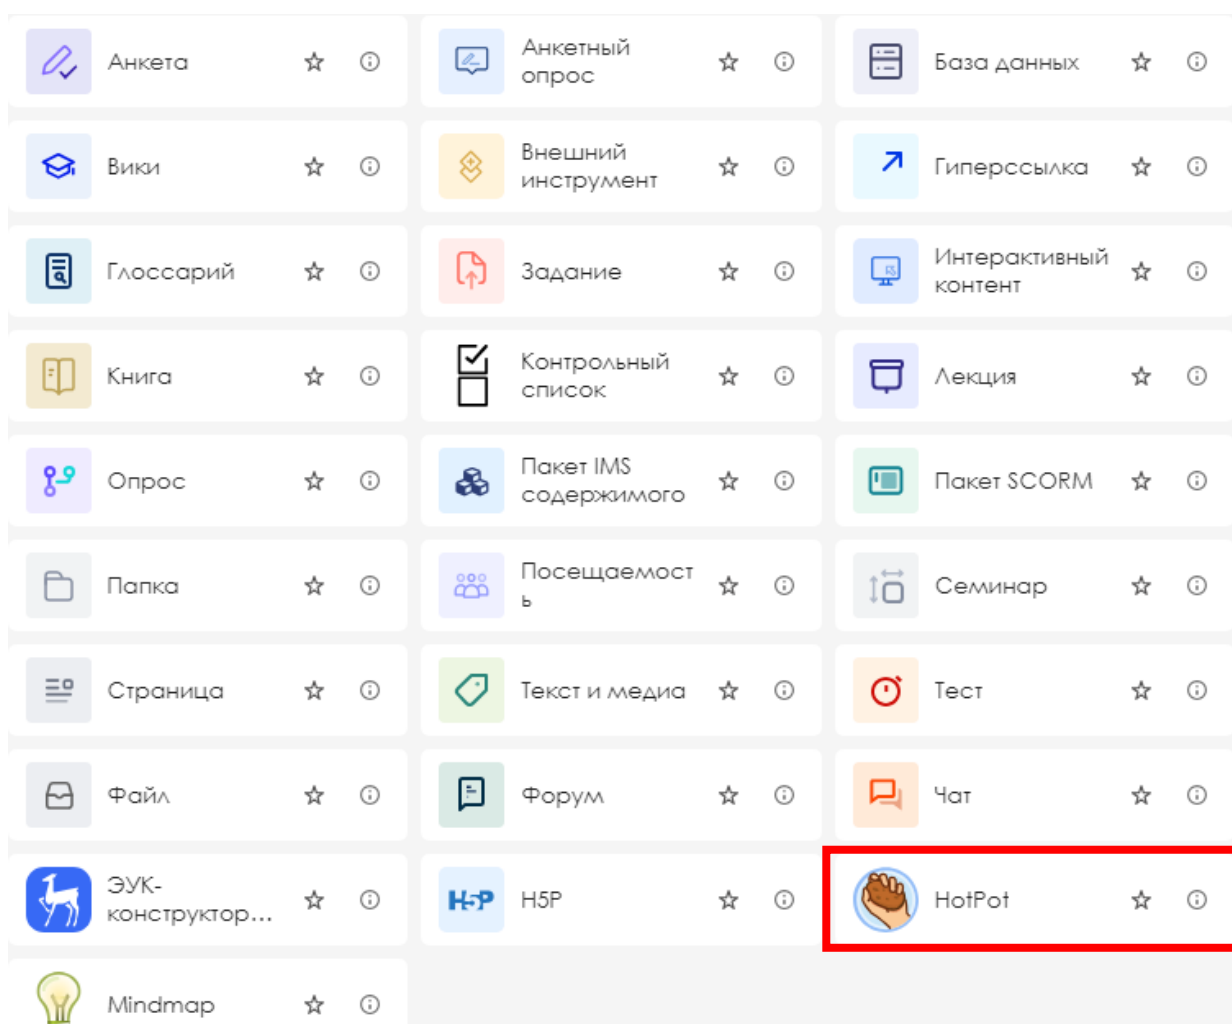 Анкета
Анкетный
опрос
База данных
Вики
Внешний
инструмент
Гиперссылка
Глоссарий
Задание
Интерактивный
контент
Книга
Контрольный
список
Лекция
Опрос
Пакет IMS
содержимого
Пакет SCORM
Папка
Посещаемост
ь
Семинар
Страница
Текст и медиа
Тест
Файл
Форум
Чат
ЭУК-
конструктор...
H5P
H5P
HotPot
Mindmap